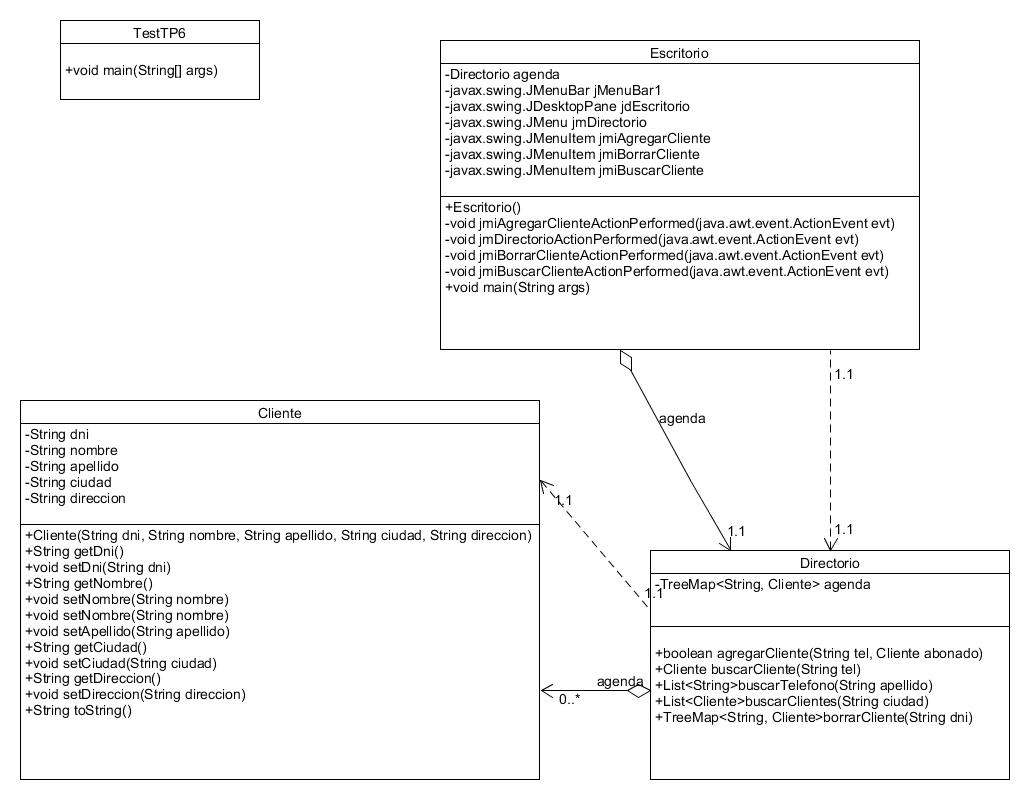 TestTP6
+void main(String[] args)
Escritorio
-Directorio agenda
-javax.swing.JMenuBar jMenuBar1
-javax.swing.JDesktopPane jdEscritorio
-javax.swing.JMenu jmDirectorio
-javax.swing.JMenuItem jmiAgregarCliente
-javax.swing.JMenuItem jmiBorrarCliente
-javax.swing.JMenuItem jmiBuscarCliente
+Escritorio()
-void jmiAgregarClienteActionPerformed(java.awt.event.ActionEvent evt)
-void jmDirectorioActionPerformed(java.awt.event.ActionEvent evt)
-void jmiBorrarClienteActionPerformed(java.awt.event.ActionEvent evt)
-void jmiBuscarClienteActionPerformed(java.awt.event.ActionEvent evt)
+void main(String args)
1.1
agenda
1.1
1.1
Cliente
-String dni
-String nombre
-String apellido
-String ciudad
-String direccion
+Cliente(String dni, String nombre, String apellido, String ciudad, String direccion)
+String getDni()
+void setDni(String dni)
+String getNombre()
+void setNombre(String nombre)
+void setNombre(String nombre)
+void setApellido(String apellido)
+String getCiudad()
+void setCiudad(String ciudad)
+String getDireccion()
+void setDireccion(String direccion)
+String toString()
1.1
1.1
agenda
0..*
Directorio
-TreeMap<String, Cliente> agenda
+boolean agregarCliente(String tel, Cliente abonado)
+Cliente buscarCliente(String tel)
+List<String>buscarTelefono(String apellido)
+List<Cliente>buscarClientes(String ciudad)
+TreeMap<String, Cliente>borrarCliente(String dni)